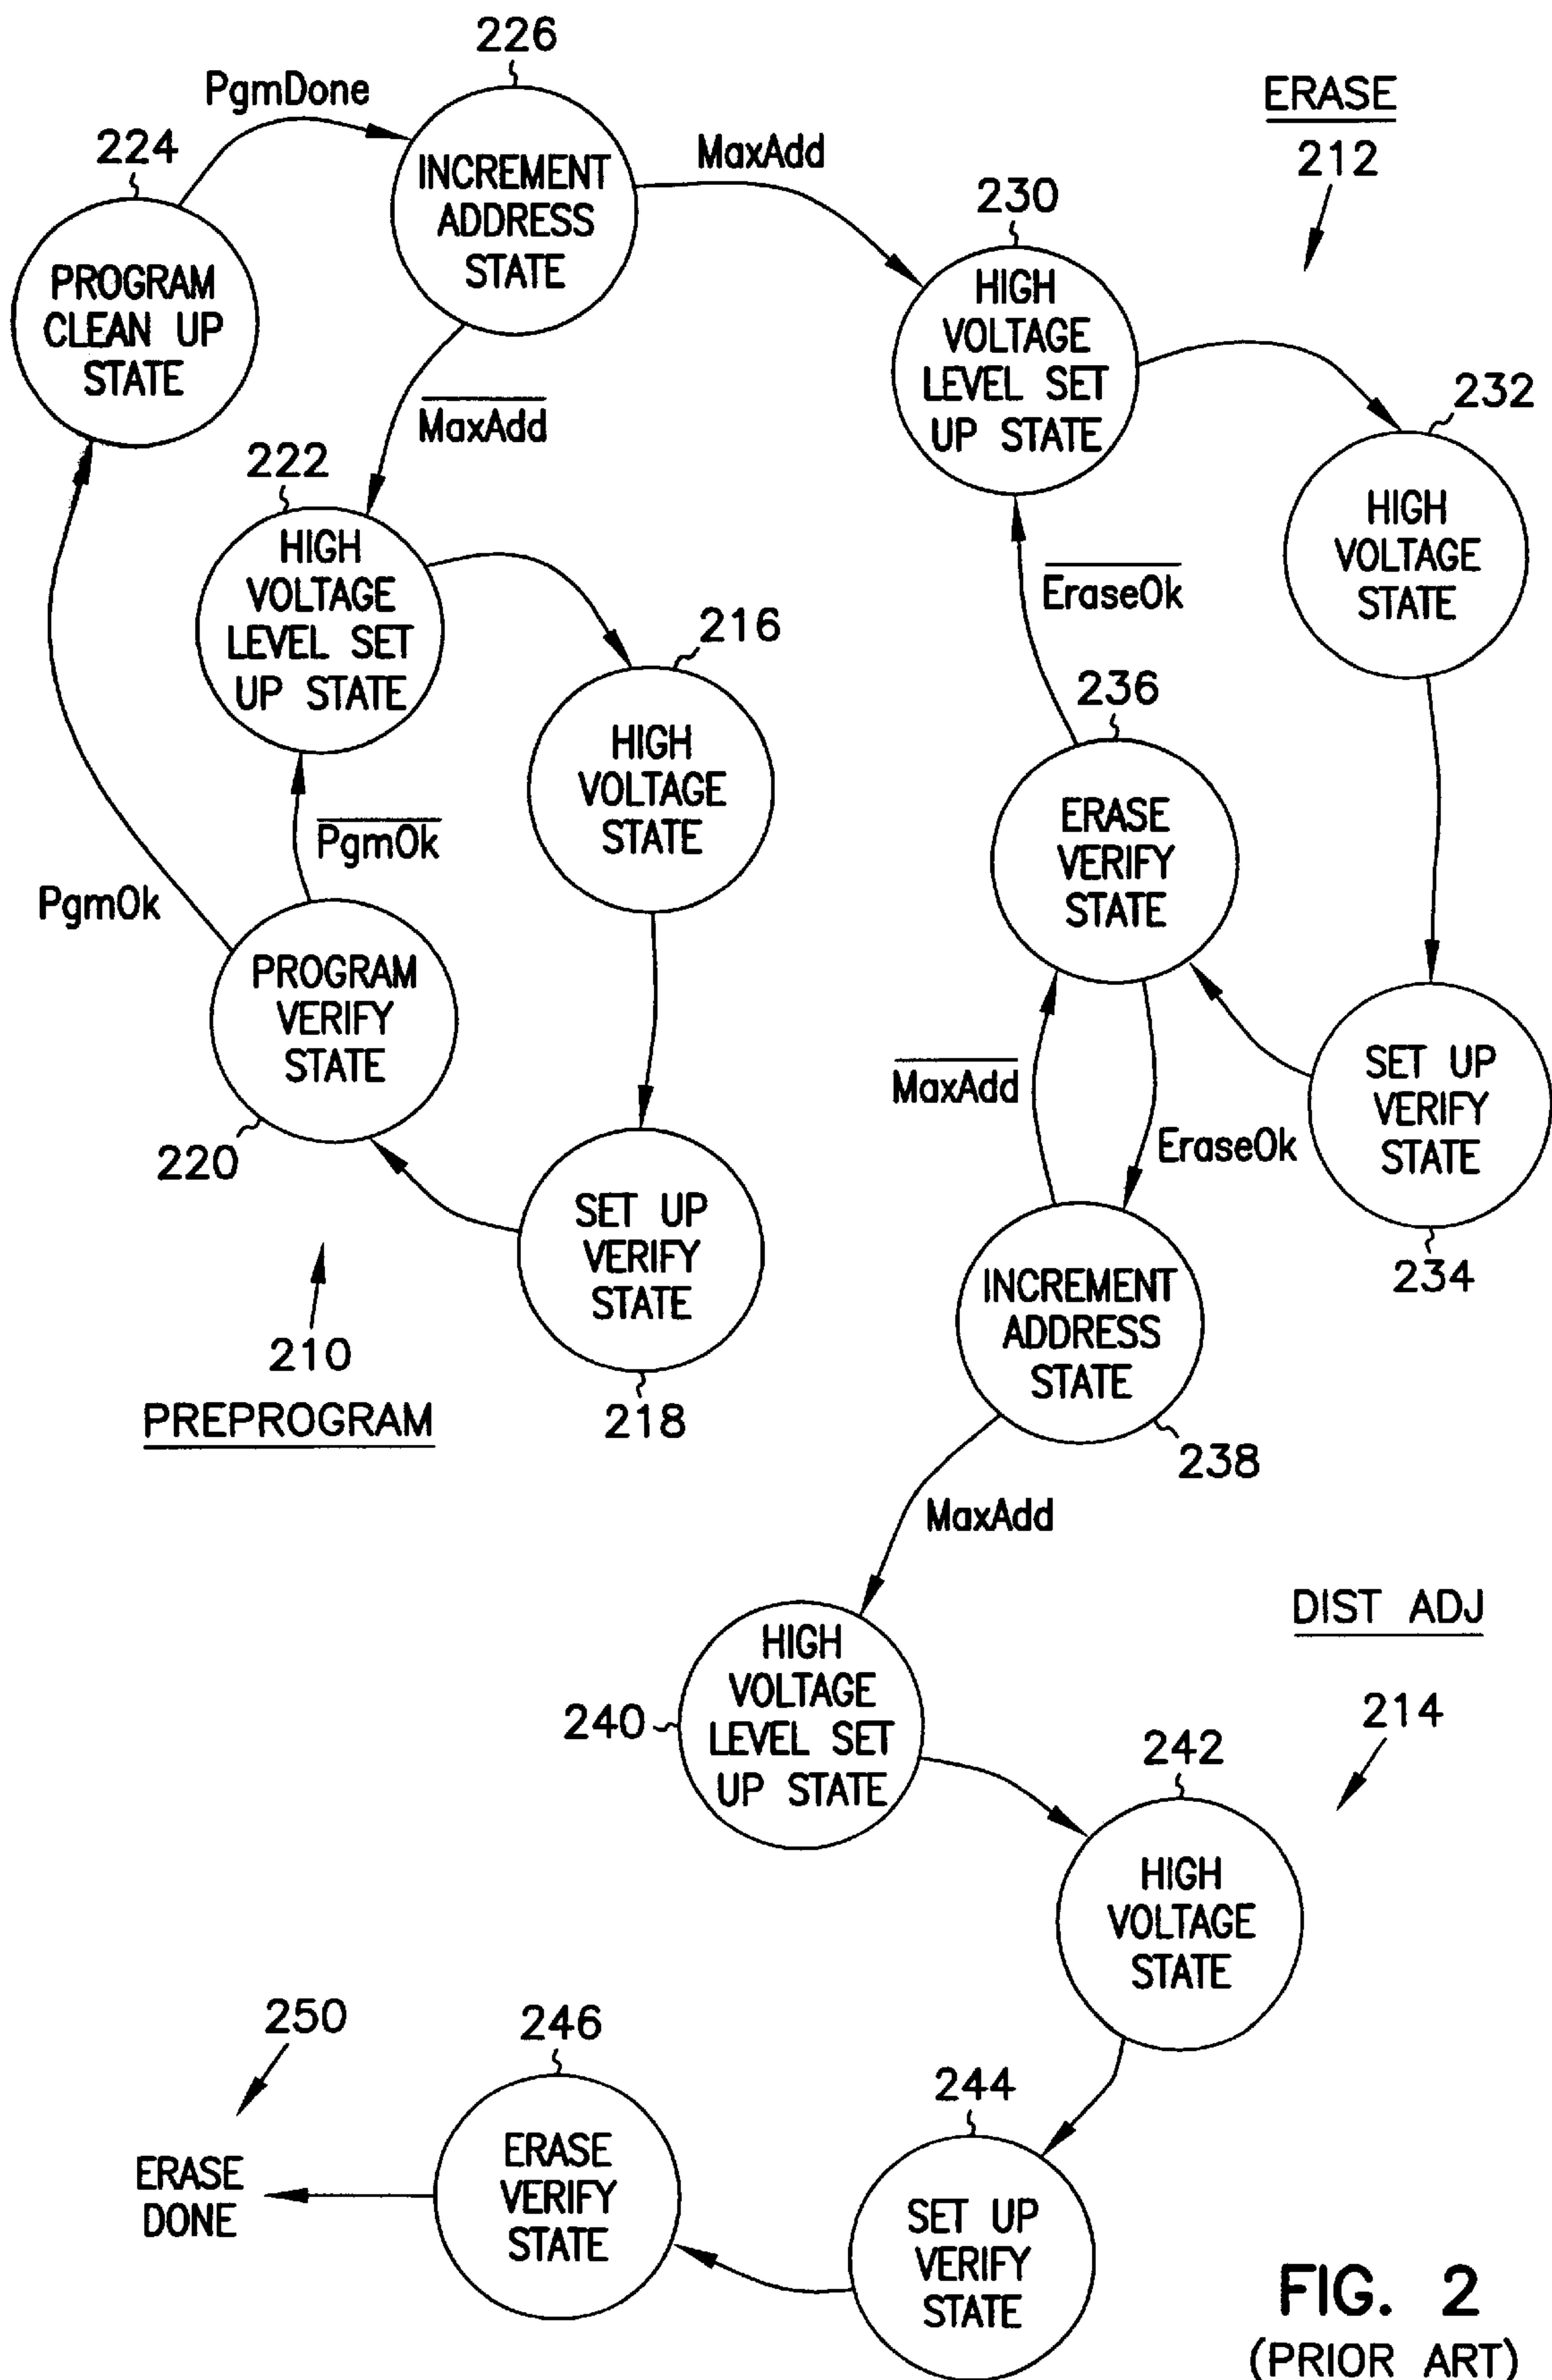 226
PgmDone
ERASE
212
224
MaxAdd
INCREMENT
ADDRESS
STATE
230
PROGRAM
CLEAN UP
STATE
HIGH
VOLTAGE
LEVEL SET
UP STATE
232
MaxAdd
222
HIGH
VOLTAGE
STATE
HIGH
VOLTAGE
LEVEL SET
UP STATE
EraseOk
216
236
HIGH
VOLTAGE
STATE
PgmOk
ERASE
VERIFY
STATE
PgmOk
PROGRAM
VERIFY
STATE
MaxAdd
SET UP
VERIFY
STATE
220
EraseOk
SET UP
VERIFY
STATE
234
INCREMENT
ADDRESS
STATE
210
PREPROGRAM
218
238
MaxAdd
DIST ADJ
HIGH
VOLTAGE
LEVEL SET
UP STATE
240
214
242
HIGH
VOLTAGE
STATE
250
246
244
ERASE
DONE
ERASE
VERIFY
STATE
SET UP
VERIFY
STATE
FIG. 2
(PRIOR ART)